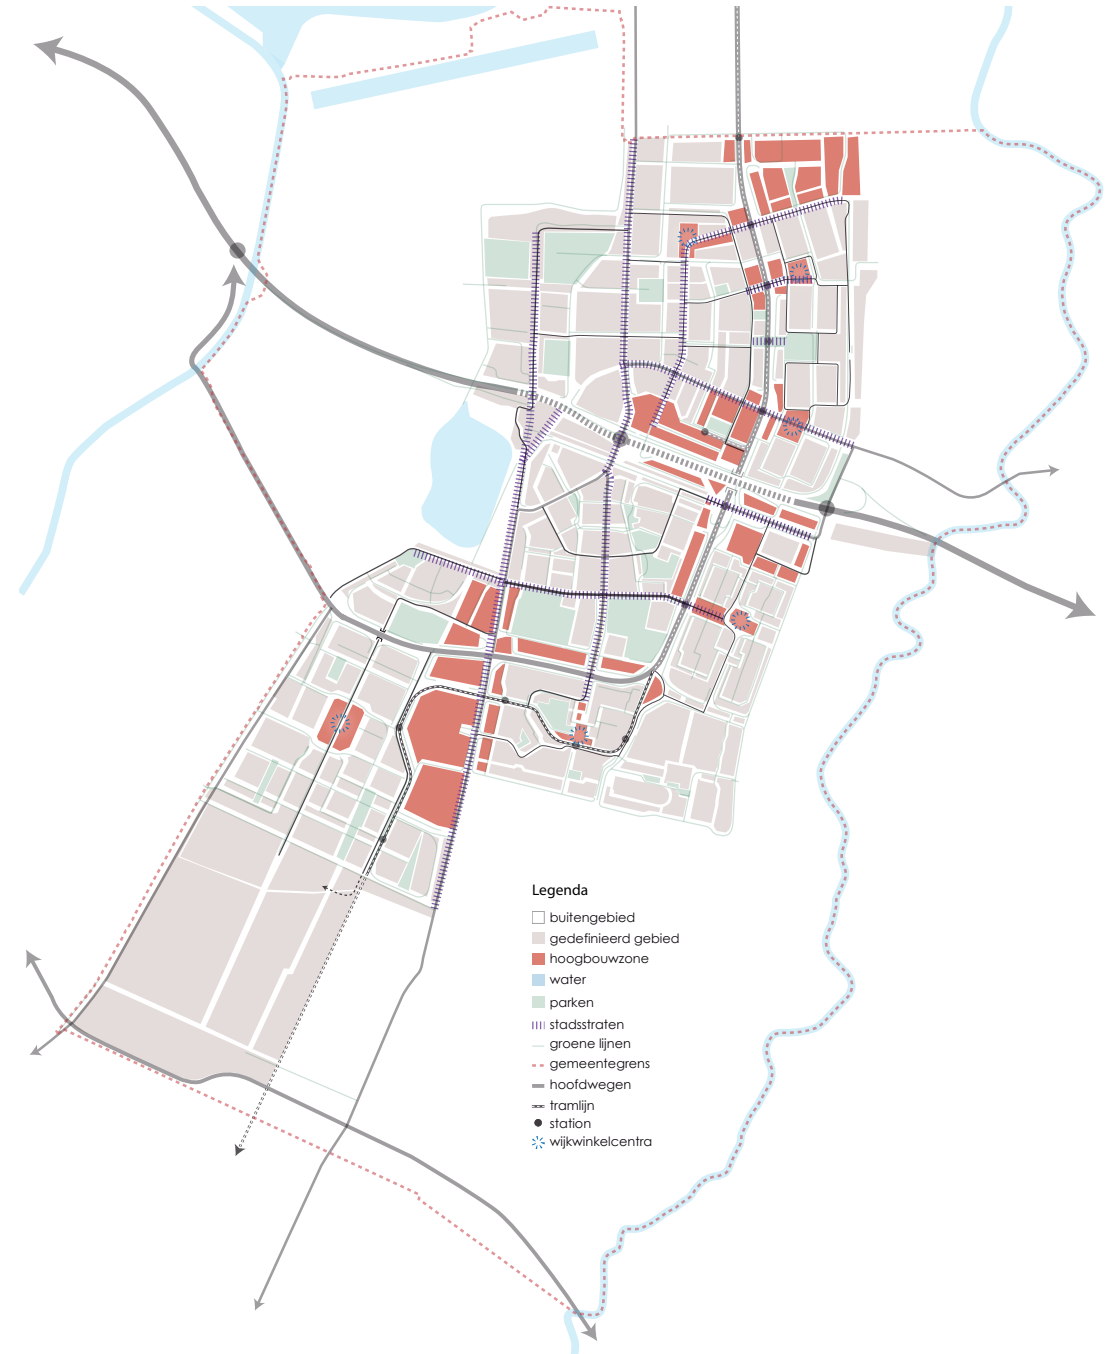 Legenda
buitengebied
gedefinieerd gebied
hoogbouwzone
water
parken
stadsstraten
groene lijnen
gemeentegrens
hoofdwegen
tramlijn
station
wijkwinkelcentra